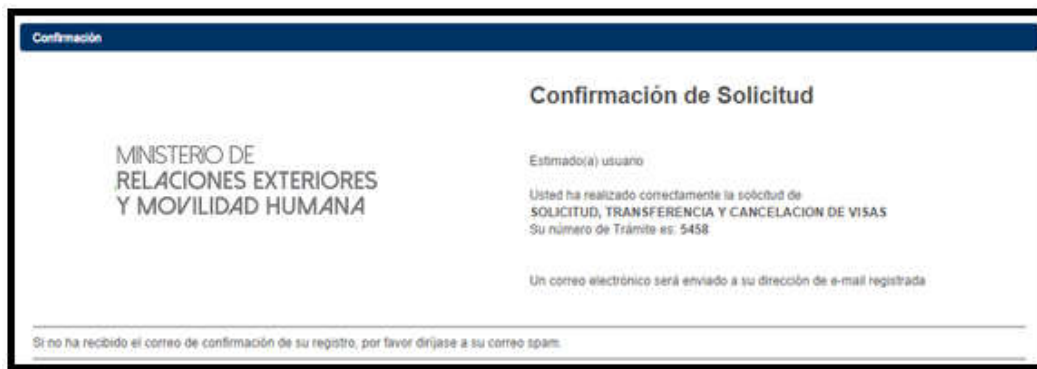 Confirmación
Confirmación de Solicitud
MINISTERIO DE
RELACIONES EXTERIORES
Y MOVILIDAD HUMANA
Estimado(a) usuario
Usted ha realizado correctamente la solicitud de
SOLICITUD, TRANSFERENCIA Y CANCELACION DE VISAS
Su número de Trámite es: 5458
Un correo electrónico será enviado a su dirección de e-mail registrada
Si no ha recibido el correo de confirmación de su registro, por favor diríjase a su correo spam.